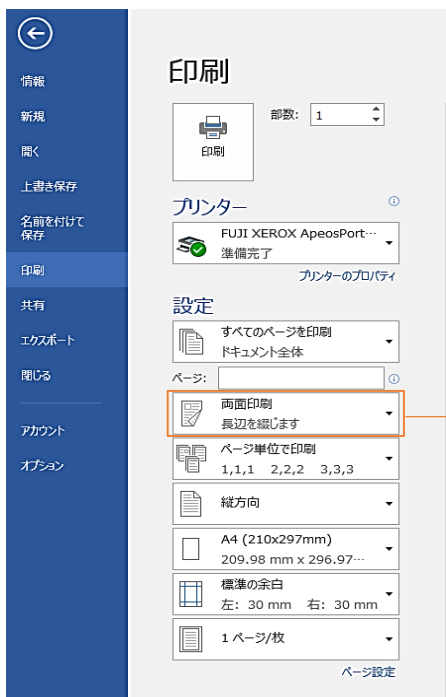 情報
新規
開く
上書き保存
名前を付けて
保存
印刷
共有
エクスポート
閉じる
アカウント
オプション
印刷
印刷
部数: 1
プリンター
FUJI XEROX ApeosPort…
準備完了
プリンターのプロパティ
設定
すべてのページを印刷
ドキュメント全体
ページ:
両面印刷
長辺を綴じます
ページ単位で印刷
1,1,1 2,2,2 3,3,3
縦方向
A4 (210x297mm)
209.98 mm x 296.97…
標準の余白
左: 30 mm 右: 30 mm
1 ページ/枚
ページ設定